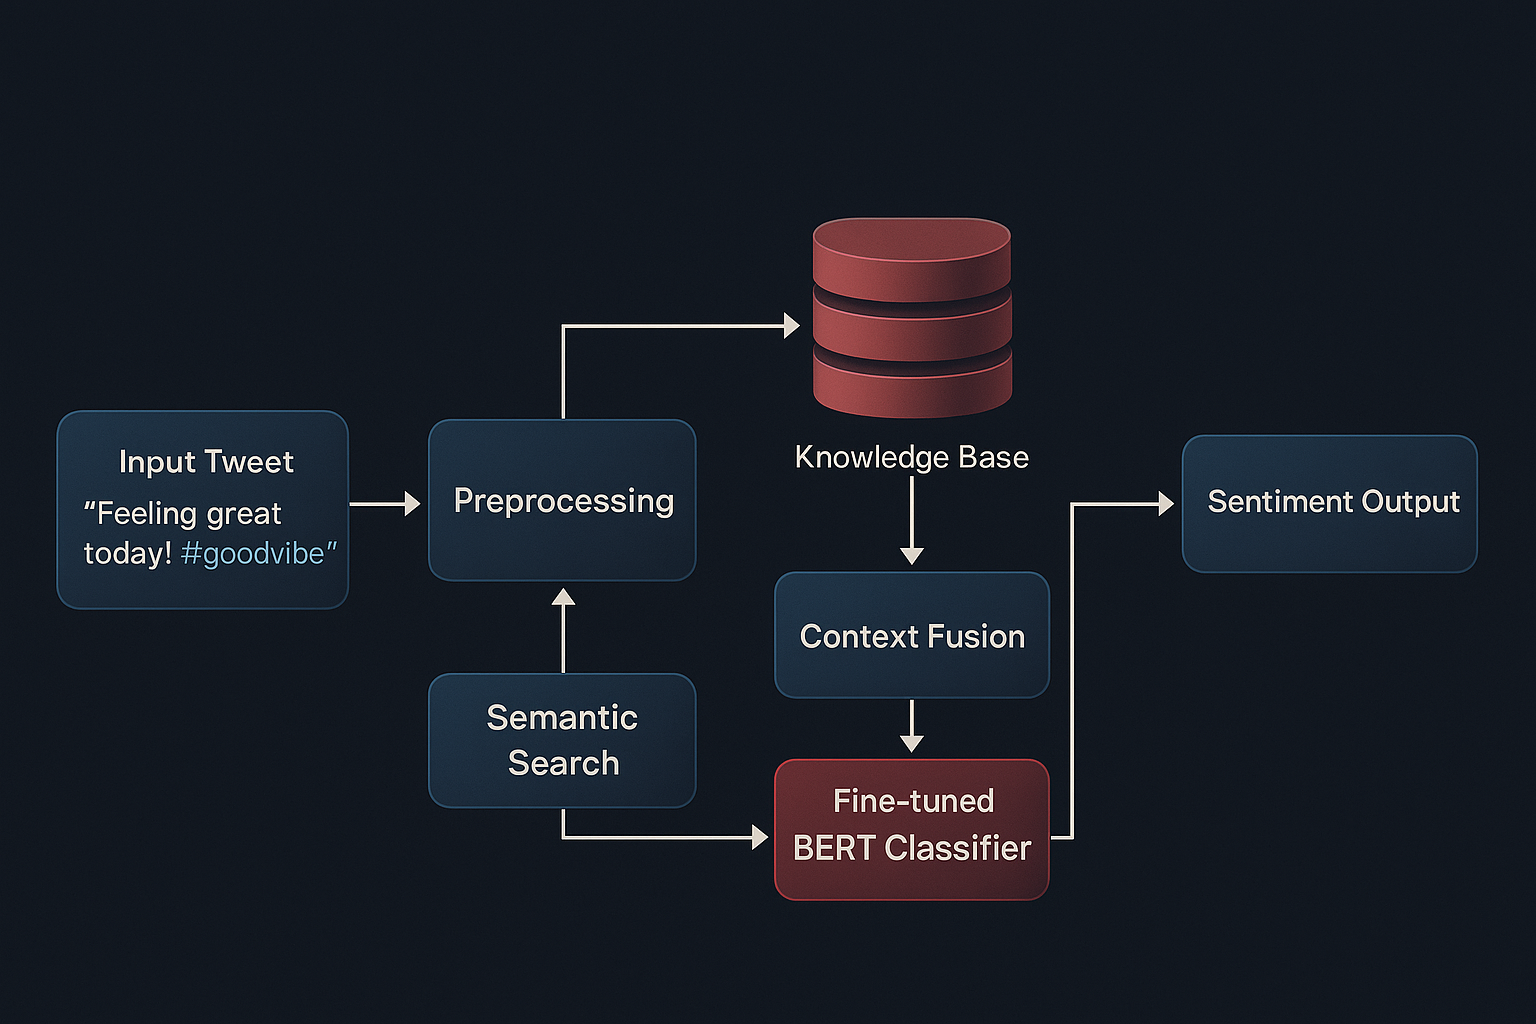 Input Tweet
“Feeling great
today! #goodvibe”
Preprocessing
Semantic
Search
Knowledge Base
Context Fusion
Fine-tuned
BERT Classifier
Sentiment Output